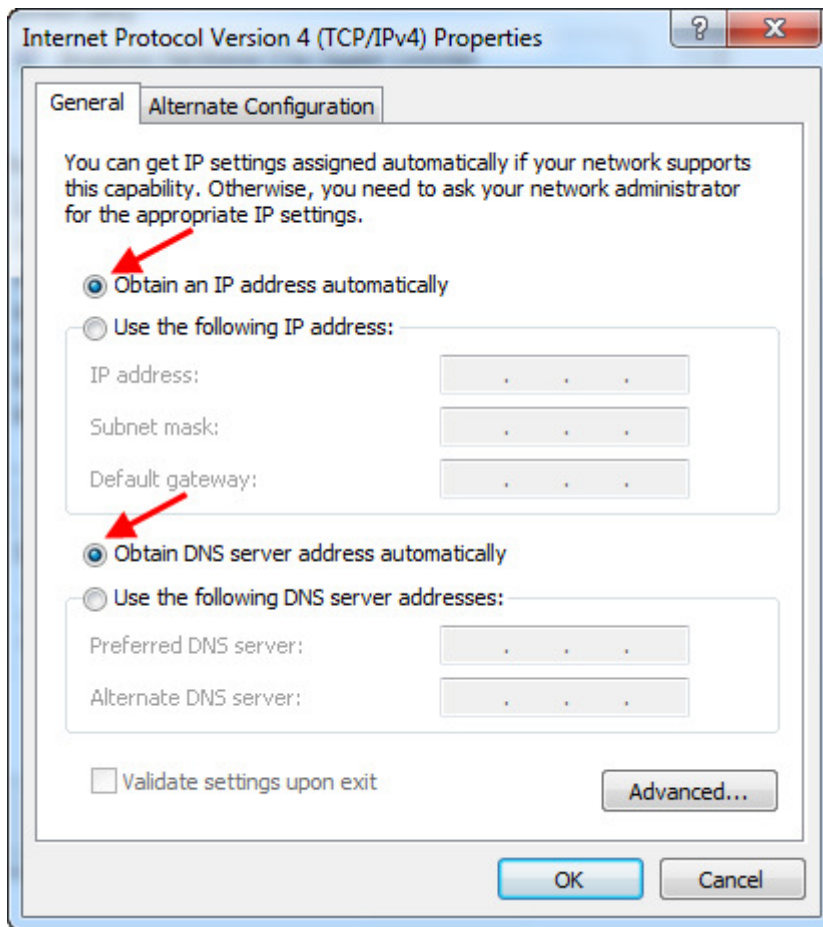 Internet Protocol Version 4 (TCP/IPv4) Properties
General
Alternate Configuration
You can get IP settings assigned automatically if your network supports
this capability. Otherwise, you need to ask your network administrator
for the appropriate IP settings.
Obtain an IP address automatically
Use the following IP address:
IP address:
Subnet mask:
Default gateway:
Obtain DNS server address automatically
Use the following DNS server addresses:
Preferred DNS server:
Alternate DNS server:
Validate settings upon exit
Advanced...
OK
Cancel